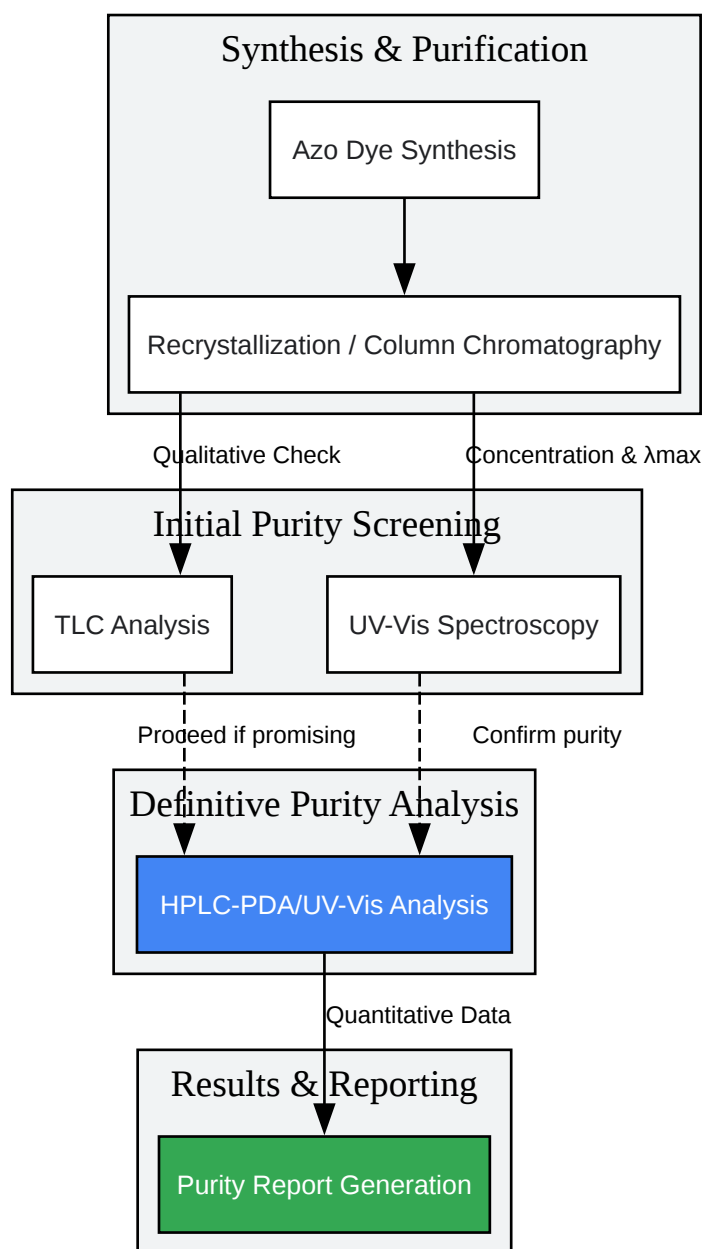 Synthesis & Purification
Azo Dye Synthesis
Recrystallization / Column Chromatography
Qualitative Check
Concentration & λmax
Initial Purity Screening
TLC Analysis
UV-Vis Spectroscopy
Proceed if promising
Confirm purity
Definitive Purity Analysis
HPLC-PDA/UV-Vis Analysis
Quantitative Data
Results & Reporting
Purity Report Generation